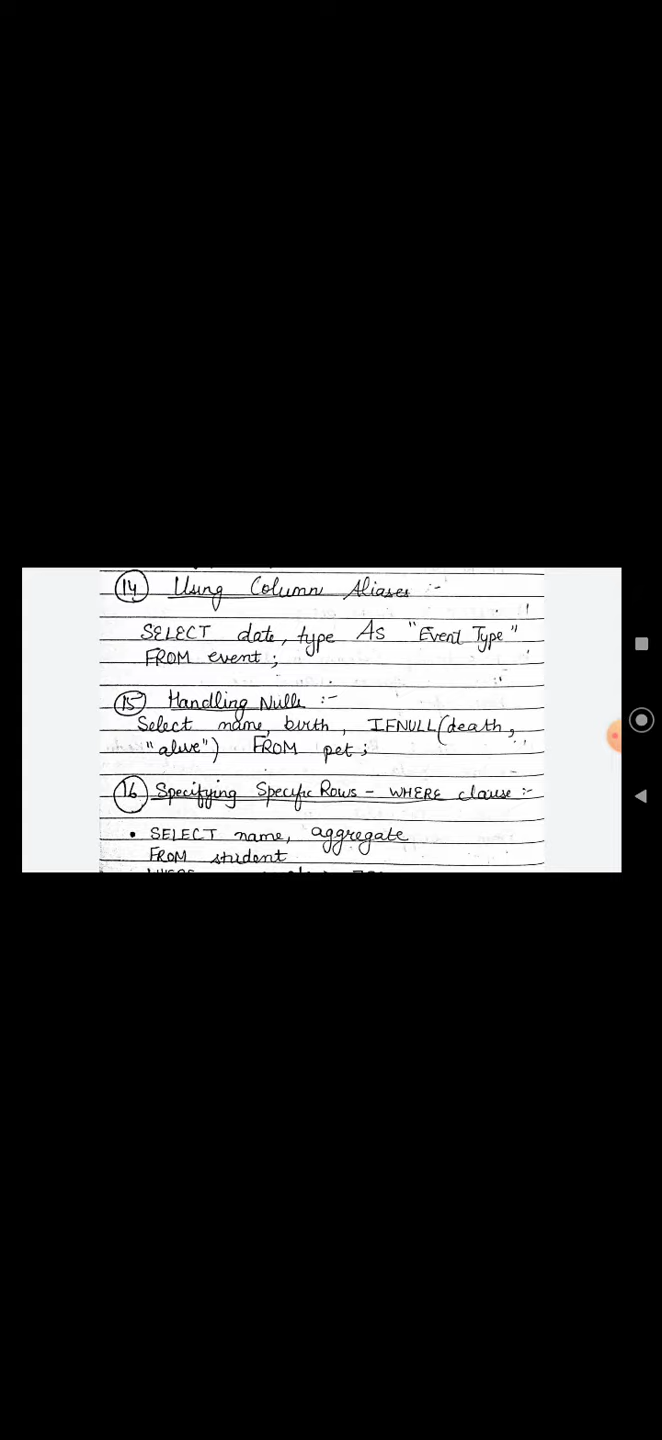 14 Using Column Aliases :-
SELECT date, type As "Event Type"
FROM event ;
15 Handling Nulls :-
Select name, birth, IFNULL(death,
"alive") FROM pet ;
16 Specifying Specific Rows - WHERE clause :-
• SELECT name, aggregate
FROM student